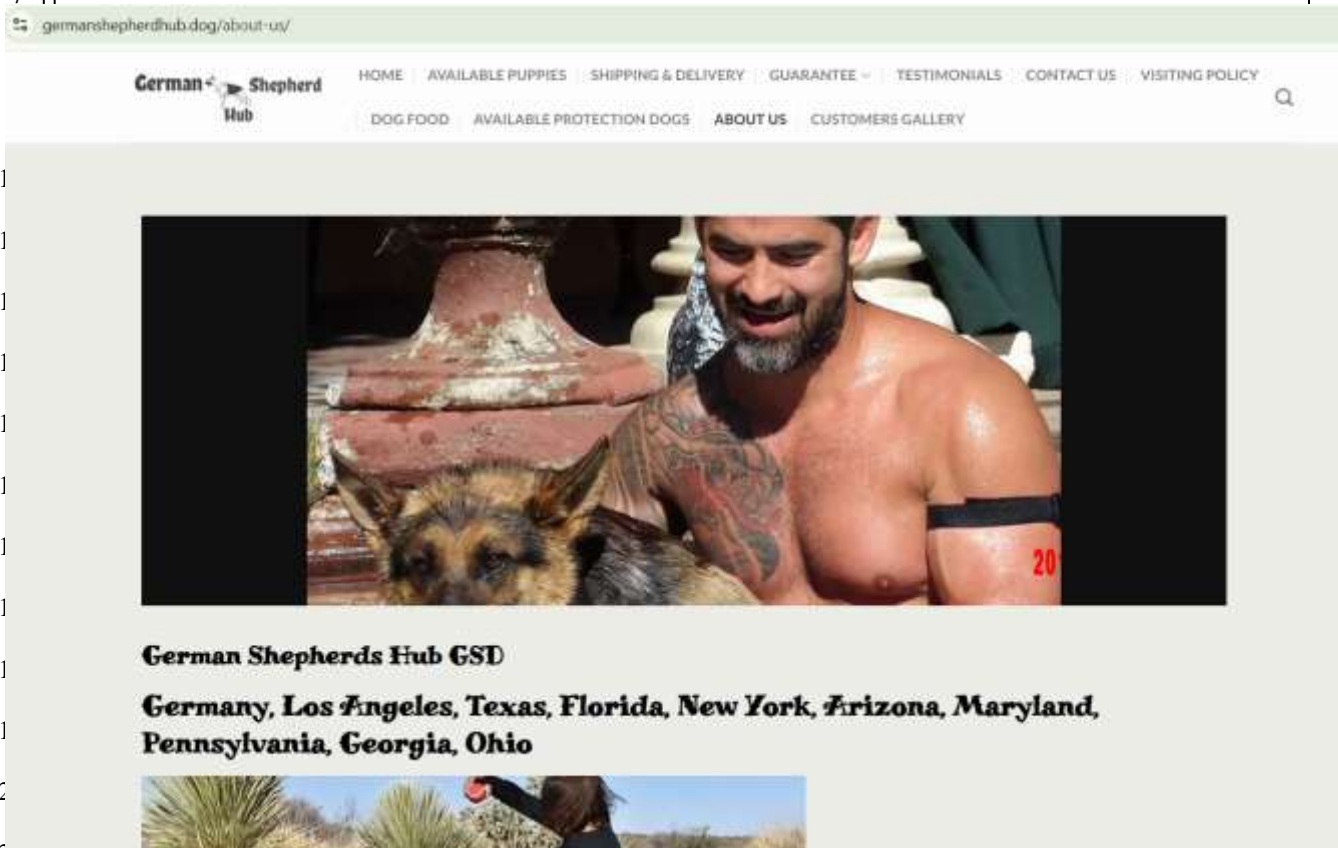 germanshepherdhub.dog/about-us/
German Shepherd
Hub
HOME AVAILABLE PUPPIES SHIPPING & DELIVERY GUARANTEE TESTIMONIALS CONTACT US VISITING POLICY
DOG FOOD AVAILABLE PROTECTION DOGS ABOUT US CUSTOMERS GALLERY
20
German Shepherds Hub GSD
Germany, Los Angeles, Texas, Florida, New York, Arizona, Maryland,
Pennsylvania, Georgia, Ohio